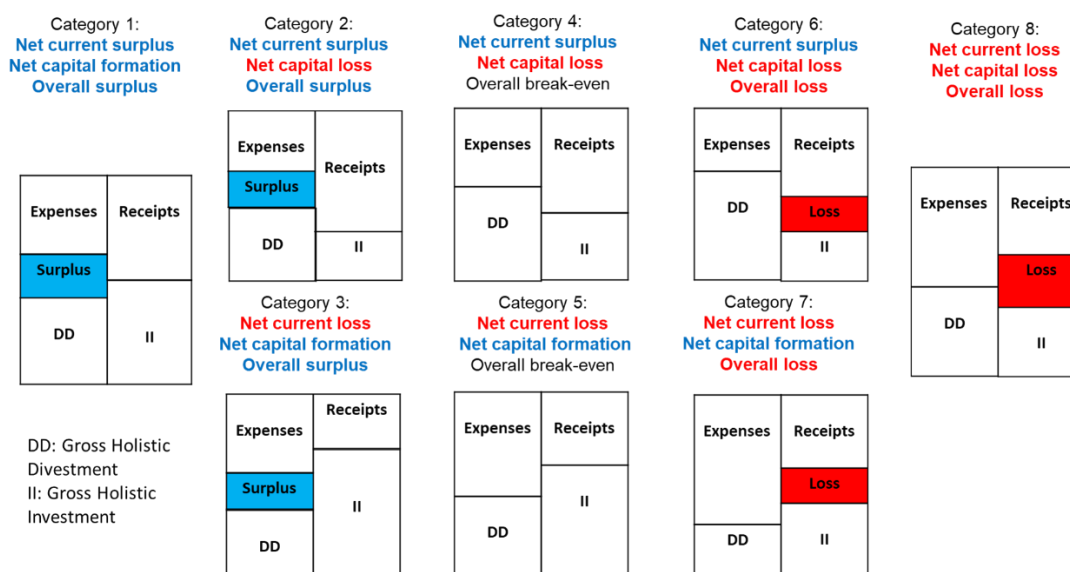 Category 1:
Net current surplus
Net capital formation
Overall surplus
Expenses
Receipts
Surplus
DD
II
Category 2:
Net current surplus
Net capital loss
Overall surplus
Expenses
Receipts
Surplus
DD
II
Category 4:
Net current surplus
Net capital loss
Overall break-even
Expenses
Receipts
DD
II
Category 6:
Net current surplus
Net capital loss
Overall loss
Expenses
Receipts
DD
Loss
II
Category 8:
Net current loss
Net capital loss
Overall loss
Expenses
Receipts
Loss
DD
II
Category 3:
Net current loss
Net capital formation
Overall surplus
Expenses
Receipts
Surplus
II
DD
Category 5:
Net current loss
Net capital formation
Overall break-even
Expenses
Receipts
II
DD
Category 7:
Net current loss
Net capital formation
Overall loss
Expenses
Receipts
Loss
DD
II
DD: Gross Holistic
Divestment
II: Gross Holistic
Investment